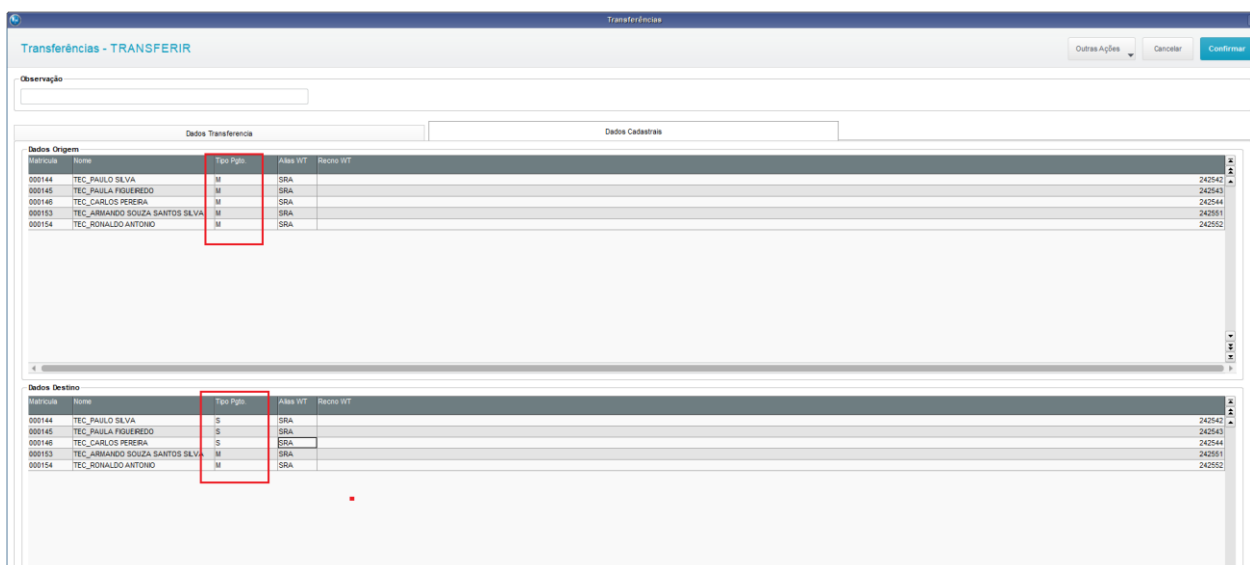 Transferências
Transferências - TRANSFERIR
Outras Ações
Cancelar
Confirmar
Observação
Dados Transferencia
Dados Cadastrais
Dados Origem
Matricula Nome Tipo Pgto. Alias WT Recno WT
000144 TEC_PAULO SILVA M SRA 242542
000145 TEC_PAULA FIGUEIREDO M SRA 242543
000146 TEC_CARLOS PEREIRA M SRA 242544
000153 TEC_ARMANDO SOUZA SANTOS SILVA M SRA 242551
000154 TEC_RONALDO ANTONIO M SRA 242552
Dados Destino
Matricula Nome Tipo Pgto. Alias WT Recno WT
000144 TEC_PAULO SILVA S SRA 242542
000145 TEC_PAULA FIGUEIREDO S SRA 242543
000146 TEC_CARLOS PEREIRA S SRA 242544
000153 TEC_ARMANDO SOUZA SANTOS SILVA M SRA 242551
000154 TEC_RONALDO ANTONIO M SRA 242552